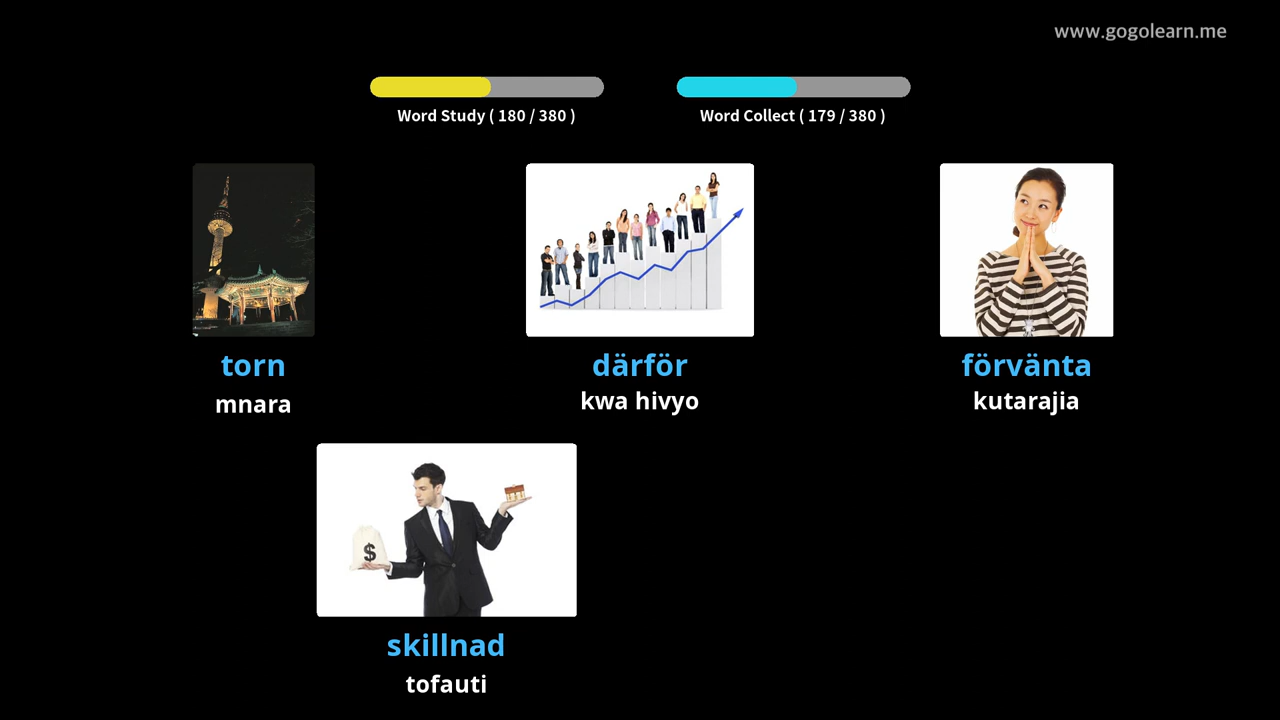 www.gogolearn.me
Word Study ( 180 / 380 )
Word Collect ( 179 / 380 )
torn
mnara
därför
kwa hivyo
förvänta
kutarajia
$
skillnad
tofauti